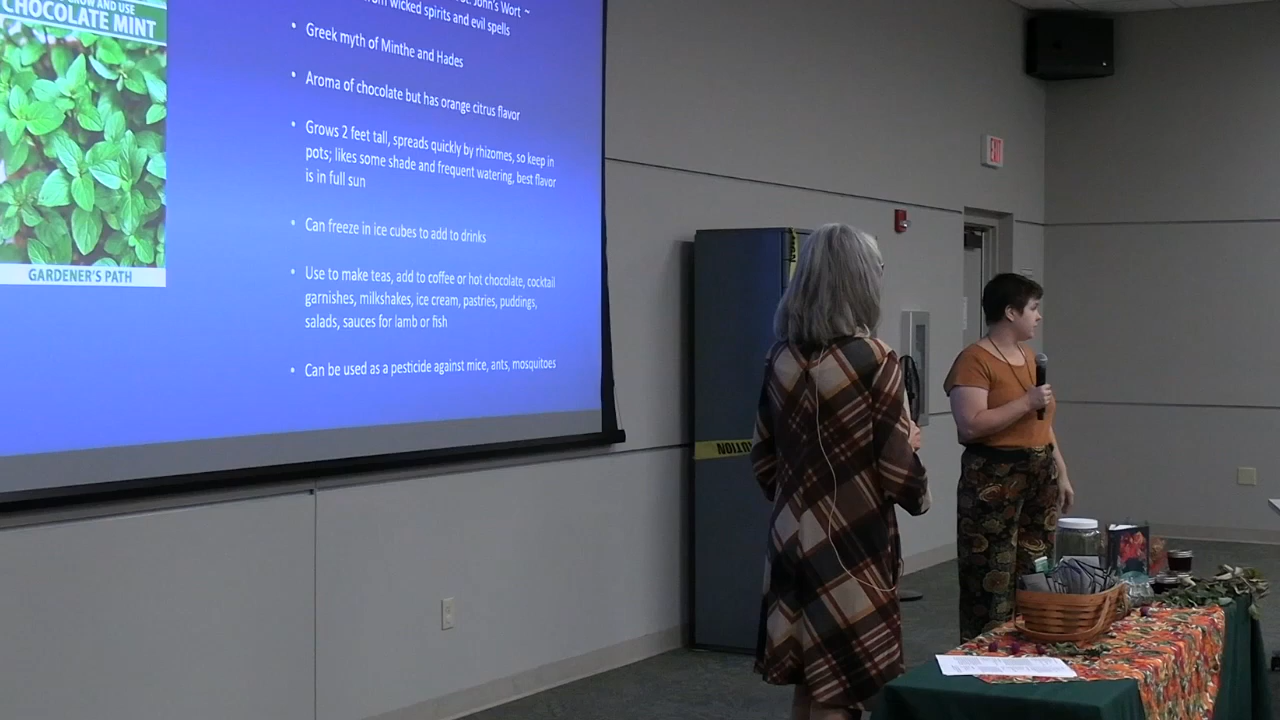 GROW AND USE
CHOCOLATE MINT
GARDENER'S PATH
St. John's Wort ~
from wicked spirits and evil spells
• Greek myth of Minthe and Hades
• Aroma of chocolate but has orange citrus flavor
• Grows 2 feet tall, spreads quickly by rhizomes, so keep in
pots; likes some shade and frequent watering, best flavor
is in full sun
• Can freeze in ice cubes to add to drinks
• Use to make teas, add to coffee or hot chocolate, cocktail
garnishes, milkshakes, ice cream, pastries, puddings,
salads, sauces for lamb or fish
• Can be used as a pesticide against mice, ants, mosquitoes
EXIT